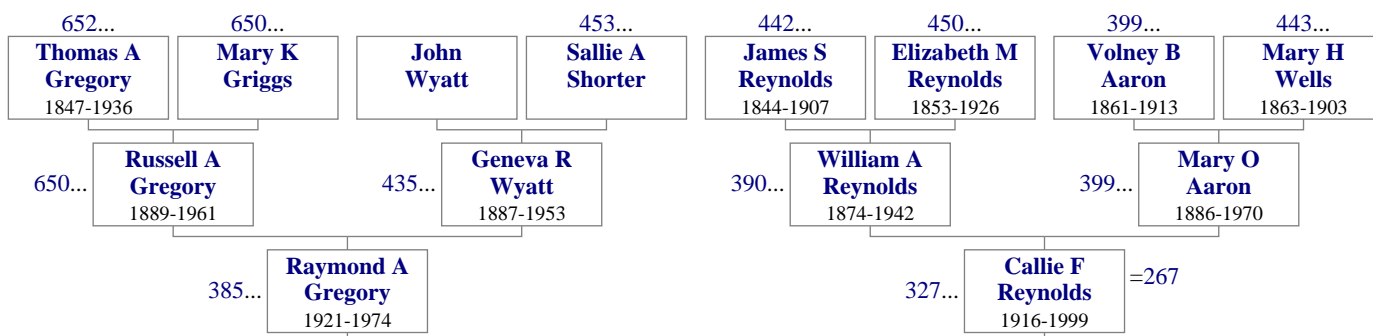 652...
650...
453...
442...
450...
399...
443...
Thomas A
Gregory
1847-1936
Mary K
Griggs
John
Wyatt
Sallie A
Shorter
James S
Reynolds
1844-1907
Elizabeth M
Reynolds
1853-1926
Volney B
Aaron
1861-1913
Mary H
Wells
1863-1903
650...
Russell A
Gregory
1889-1961
435...
Geneva R
Wyatt
1887-1953
390...
William A
Reynolds
1874-1942
399...
Mary O
Aaron
1886-1970
385...
Raymond A
Gregory
1921-1974
327...
Callie F
Reynolds
1916-1999
=267